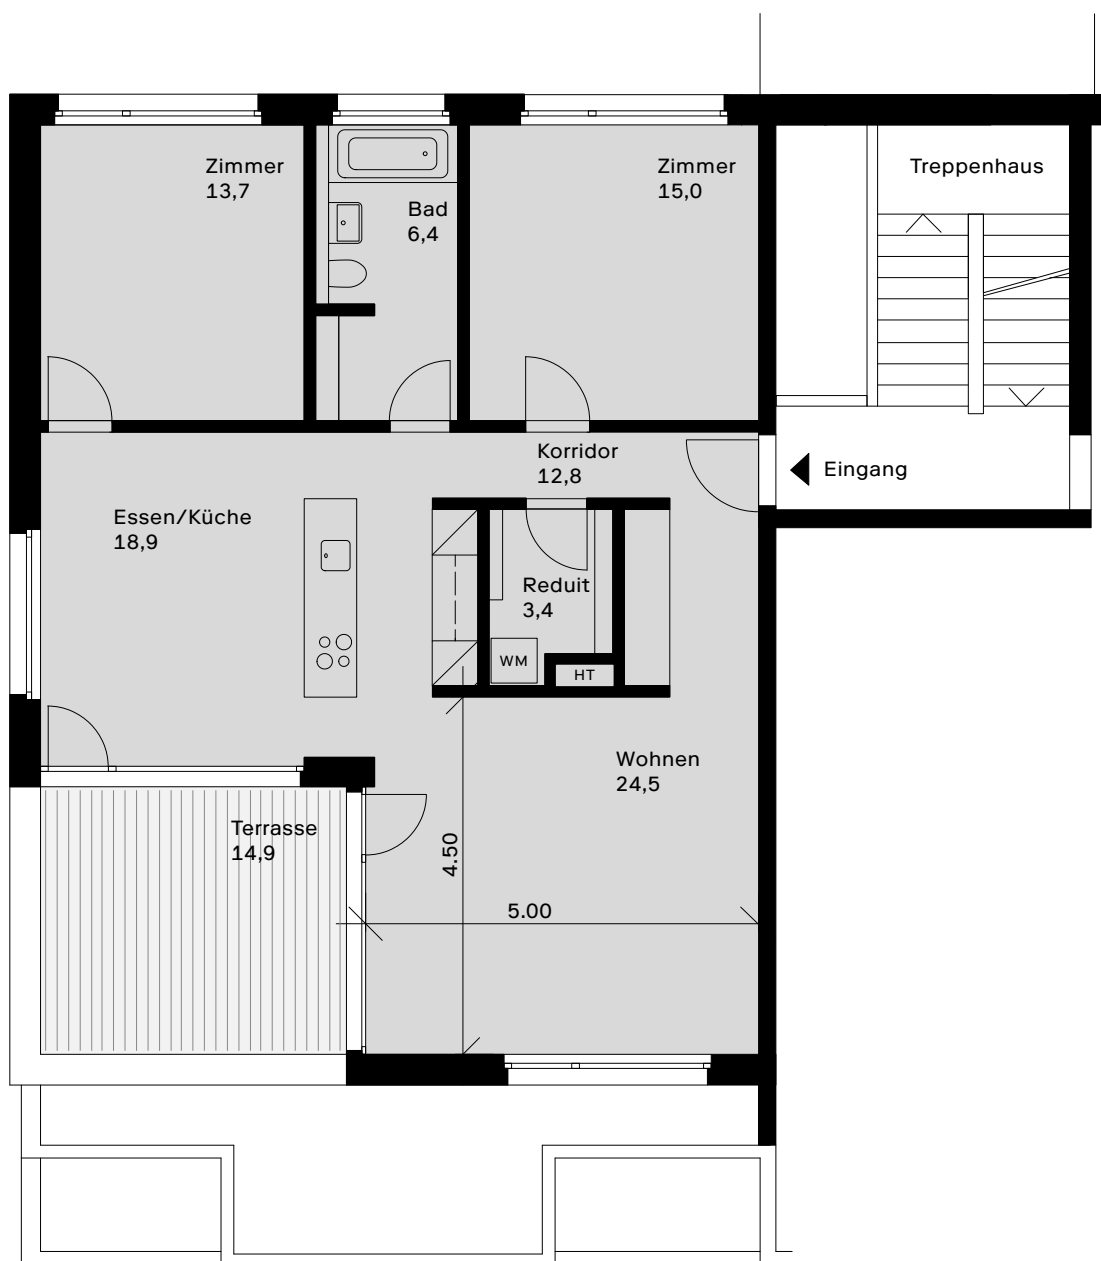 Zimmer
13,7
Bad
6,4
Zimmer
15,0
Treppenhaus
Korridor
12,8
Eingang
Essen/Küche
18,9
Reduit
3,4
WM
HT
Wohnen
24,5
Terrasse
14,9
4.50
5.00